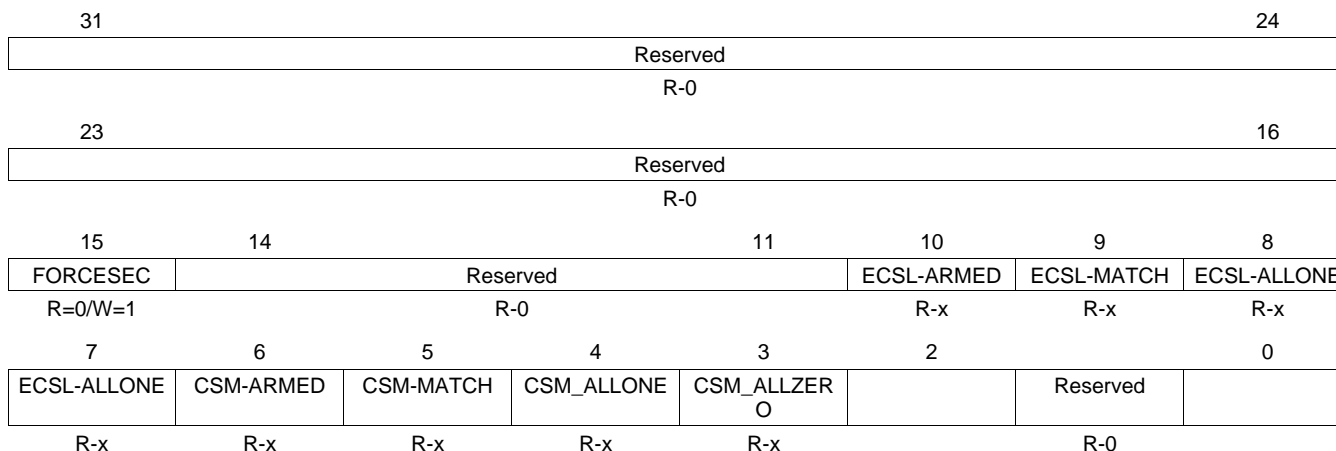 31 24
Reserved
R-0
23 16
Reserved
R-0
15 14 11 10 9 8
FORCESEC Reserved ECSL-ARMED ECSL-MATCH ECSL-ALLONE
R=0/W=1 R-0 R-x R-x R-x
7 6 5 4 3 2 0
ECSL-ALLONE CSM-ARMED CSM-MATCH CSM_ALLONE CSM_ALLZER Reserved
O
R-x R-x R-x R-x R-x R-0